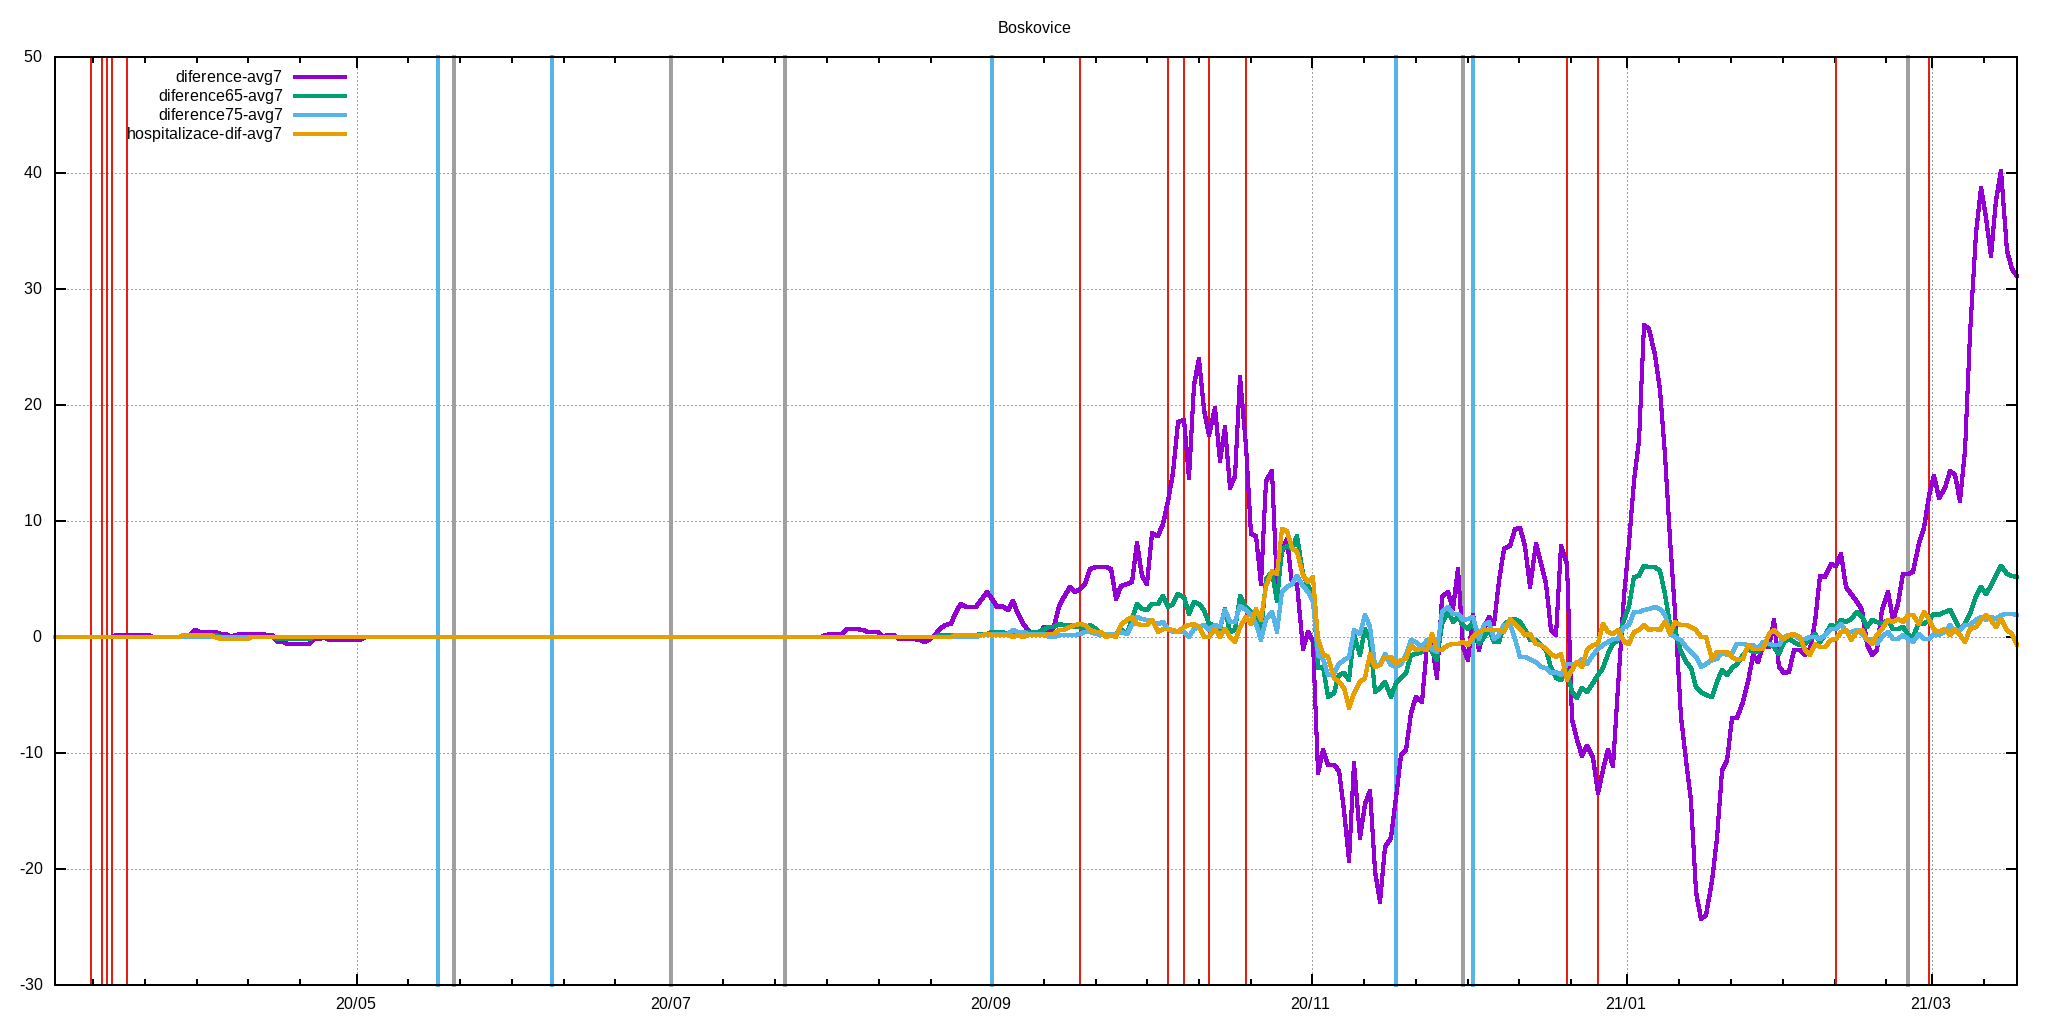 Boskovice
50
40
30
20
10
0
-10
-20
-30
diference-avg7
diference65-avg7
diference75-avg7
hospitalizace-dif-avg7
20/05 20/07 20/09 20/11 21/01 21/03